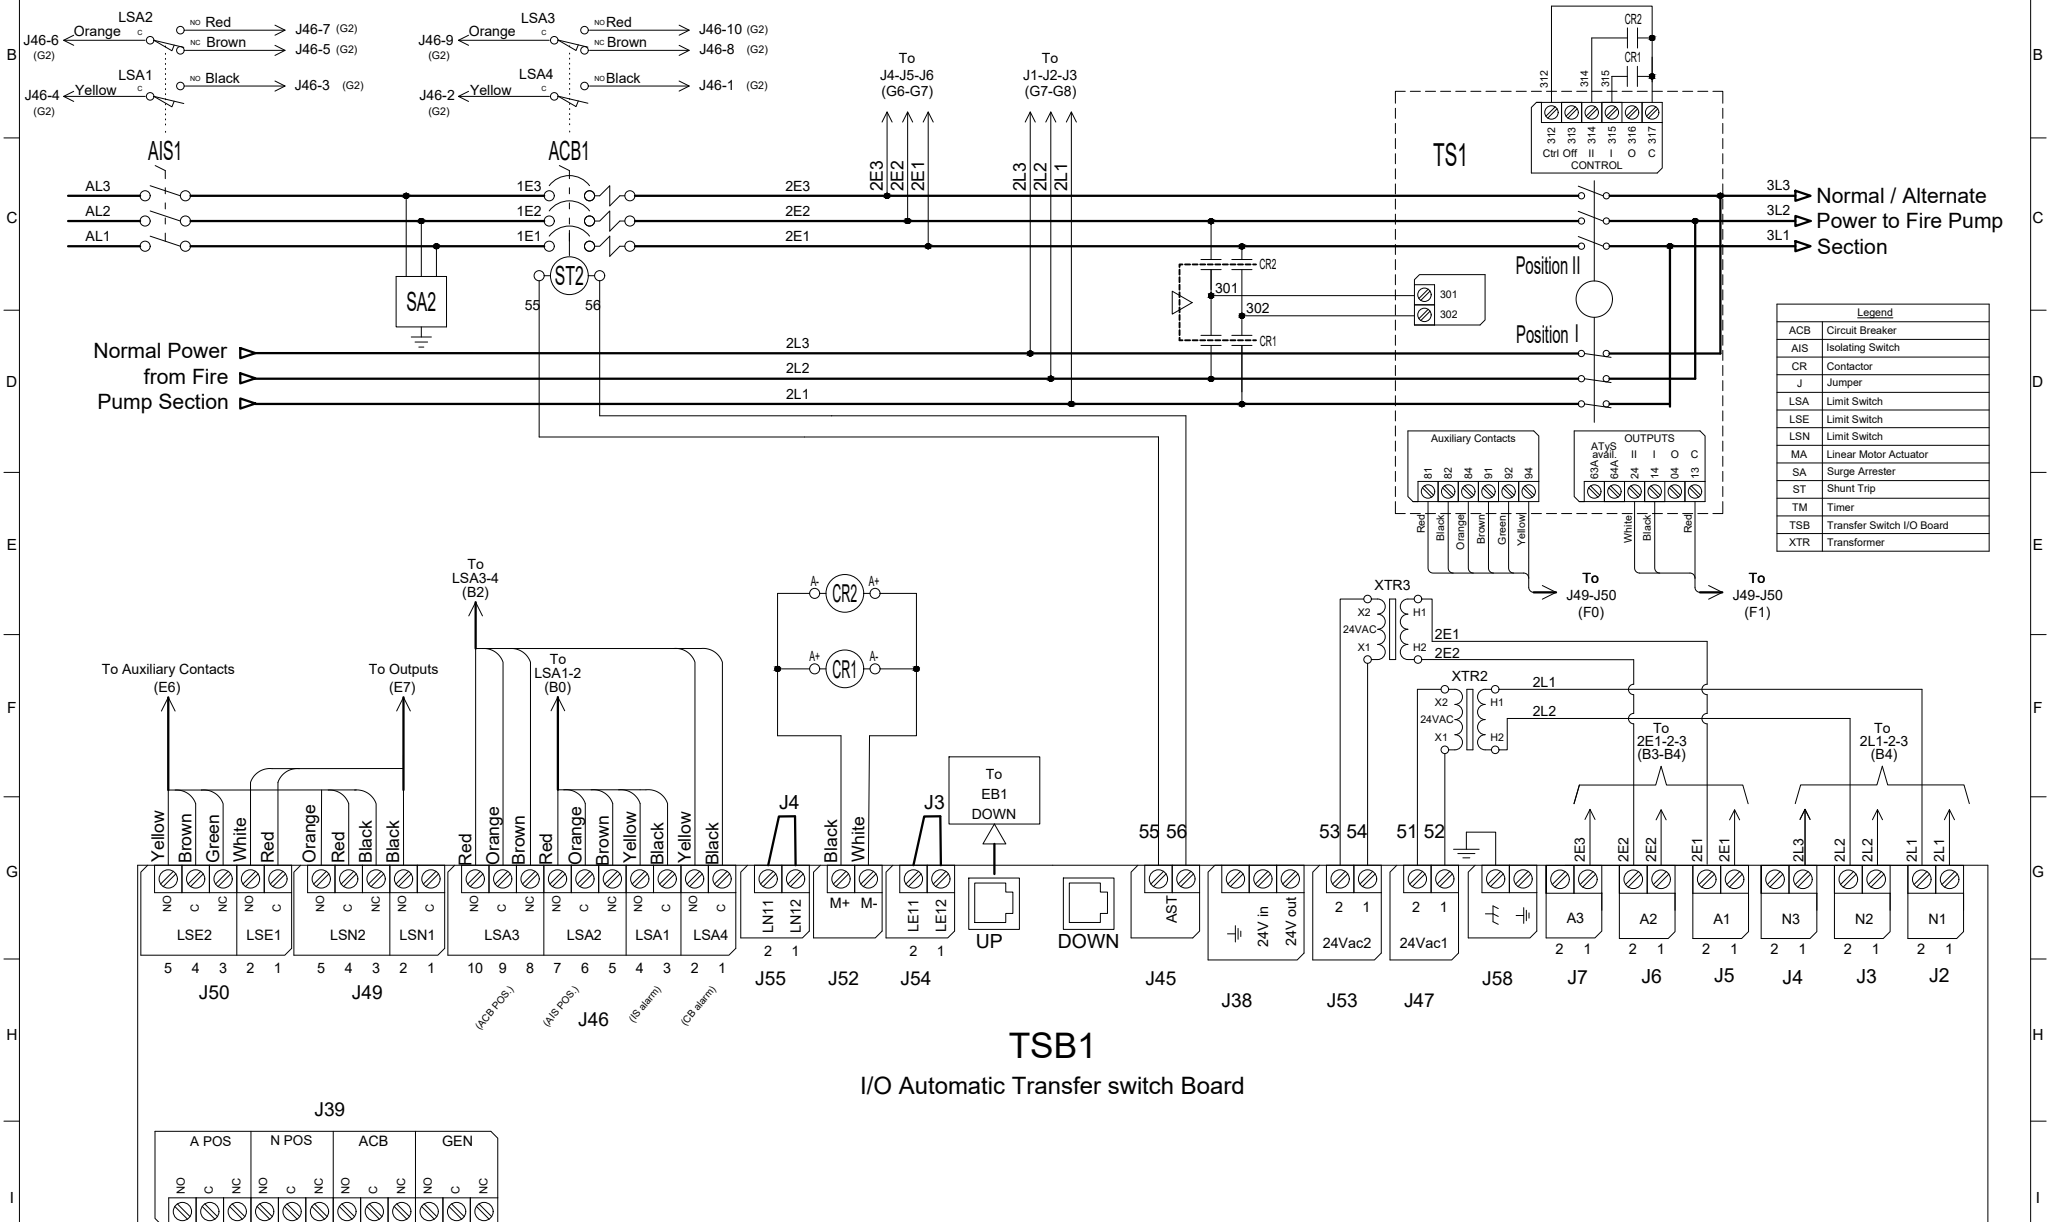 B
LSA2
Orange
C
NO Red
NC Brown
J46-6
(G2)
J46-7 (G2)
J46-5 (G2)
LSA1
Yellow
C
NO Black
J46-4
(G2)
J46-3 (G2)
LSA3
Orange
C
NO Red
NC Brown
J46-9
(G2)
J46-10 (G2)
J46-8 (G2)
LSA4
Yellow
C
NO Black
J46-2
(G2)
J46-1 (G2)
To
J4-J5-J6
(G6-G7)
To
J1-J2-J3
(G7-G8)
CR2
CR1
312
314
315
B
312 313 314 315 316 317
Ctrl Off II I O C
CONTROL
TS1
AIS1
ACB1
2E3
2E2
2E1
2L3
2L2
2L1
C
AL3
AL2
AL1
1E3
1E2
1E1
2E3
2E2
2E1
3L3
3L2
3L1
Normal / Alternate
Power to Fire Pump
Section
C
SA2
ST2
55
56
CR2
301
302
CR1
301
302
Position II
Position I
D
Normal Power
from Fire
Pump Section
2L3
2L2
2L1
D
Legend
ACB Circuit Breaker
AIS Isolating Switch
CR Contactor
J Jumper
LSA Limit Switch
LSE Limit Switch
LSN Limit Switch
MA Linear Motor Actuator
SA Surge Arrester
ST Shunt Trip
TM Timer
TSB Transfer Switch I/O Board
XTR Transformer
Auxiliary Contacts
81 82 84 91 92 94
Red
Black
Orange
Brown
Green
Yellow
OUTPUTS
ATyS
avail. II I O C
63A 64A 24 14 04 13
White
Black
Red
To
J49-J50
(F0)
To
J49-J50
(F1)
E
E
To
LSA3-4
(B2)
A- CR2 A+
A+ CR1 A-
XTR3
X2
24VAC
X1
H1
H2
2E1
2E2
XTR2
X2
24VAC
X1
H1
H2
2L1
2L2
F
To Auxiliary Contacts
(E6)
To Outputs
(E7)
To
LSA1-2
(B0)
To
2E1-2-3
(B3-B4)
To
2L1-2-3
(B4)
F
To
EB1
DOWN
G
Yellow
Brown
Green
White
Red
Orange
Red
Black
Black
Red
Orange
Brown
Red
Orange
Brown
Yellow
Black
Yellow
Black
J4
Black
White
J3
55 56
53 54
51 52
2E3
2E2
2E2
2E1
2E1
2L3
2L2
2L2
2L1
2L1
G
NO C NC NO C
LSE2 LSE1
5 4 3 2 1
J50
NO C NC NO C
LSN2 LSN1
5 4 3 2 1
J49
NO C NC NO C NC NO C NO C
LSA3 LSA2 LSA1 LSA4
10 9 8 7 6 5 4 3 2 1
(ACB POS.)
(AIS POS.)
(IS alarm)
(CB alarm)
J46
LN11 LN12
2 1
J55
M+ M-
J52
LE11 LE12
2 1
J54
UP
DOWN
AST
J45
24V in
24V out
J38
2 1
24Vac2
J53
2 1
24Vac1
J47
J58
A3
2 1
J7
A2
2 1
J6
A1
2 1
J5
N3
2 1
J4
N2
2 1
J3
N1
2 1
J2
H
H
TSB1
I/O Automatic Transfer switch Board
J39
A POS N POS ACB GEN
NO C NC NO C NC NO C NC NO C NC
I
I